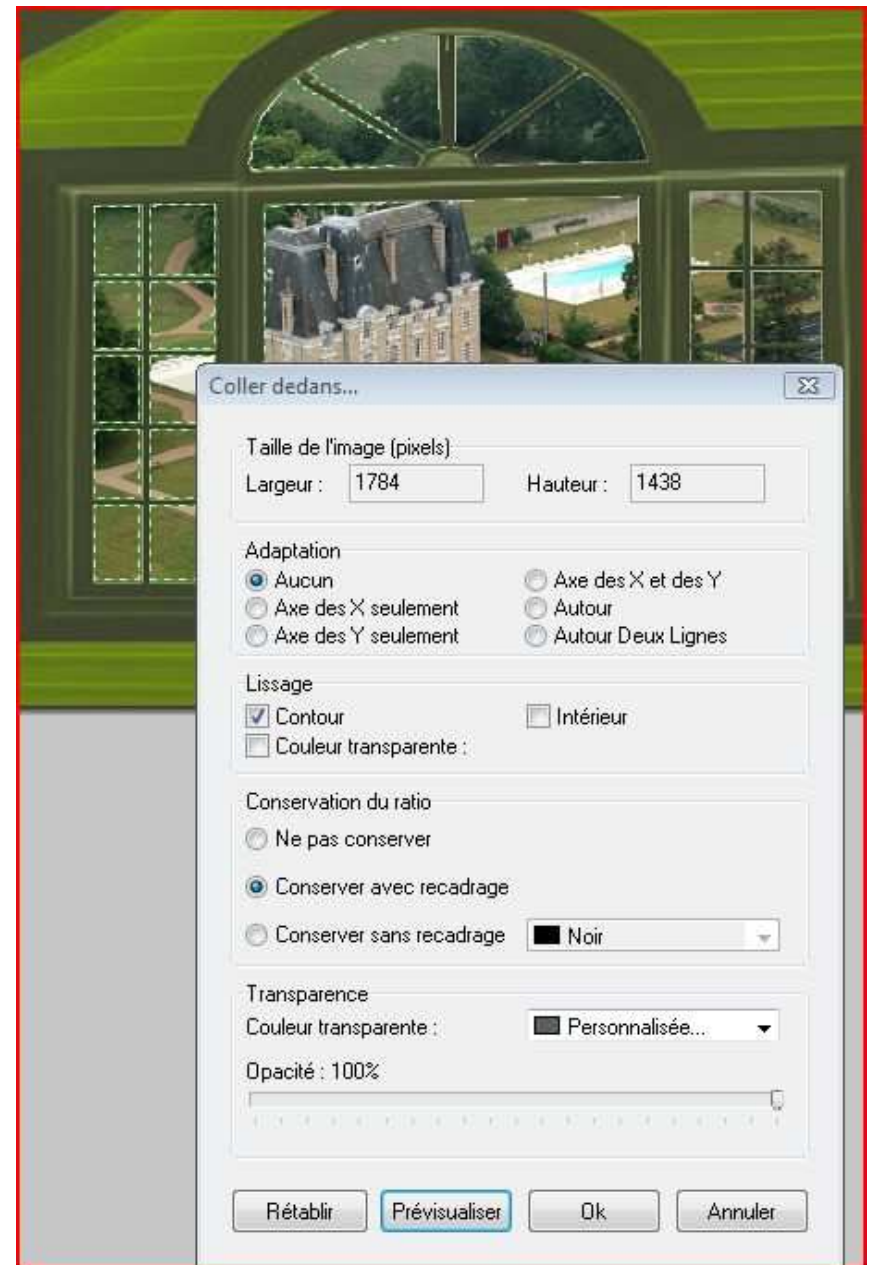 Coller dedans...
Taille de l'image (pixels)
Largeur : 1784 Hauteur : 1438
Adaptation
Aucun Axe des X et des Y
Axe des X seulement Autour
Axe des Y seulement Autour Deux Lignes
Lissage
Contour Intérieur
Couleur transparente :
Conservation du ratio
Ne pas conserver
Conserver avec recadrage
Conserver sans recadrage Noir
Transparence
Couleur transparente : Personnalisée...
Opacité : 100%
Rétablir Prévisualiser Ok Annuler